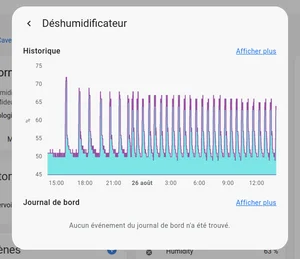 Déshumidificateur
Historique
Afficher plus
75
70
65
60
55
50
45
%
15:00
18:00
21:00
26 août
3:00
6:00
9:00
12:00
Journal de bord
Afficher plus
Aucun événement du journal de bord n'a été trouvé.
Humidity
63 %